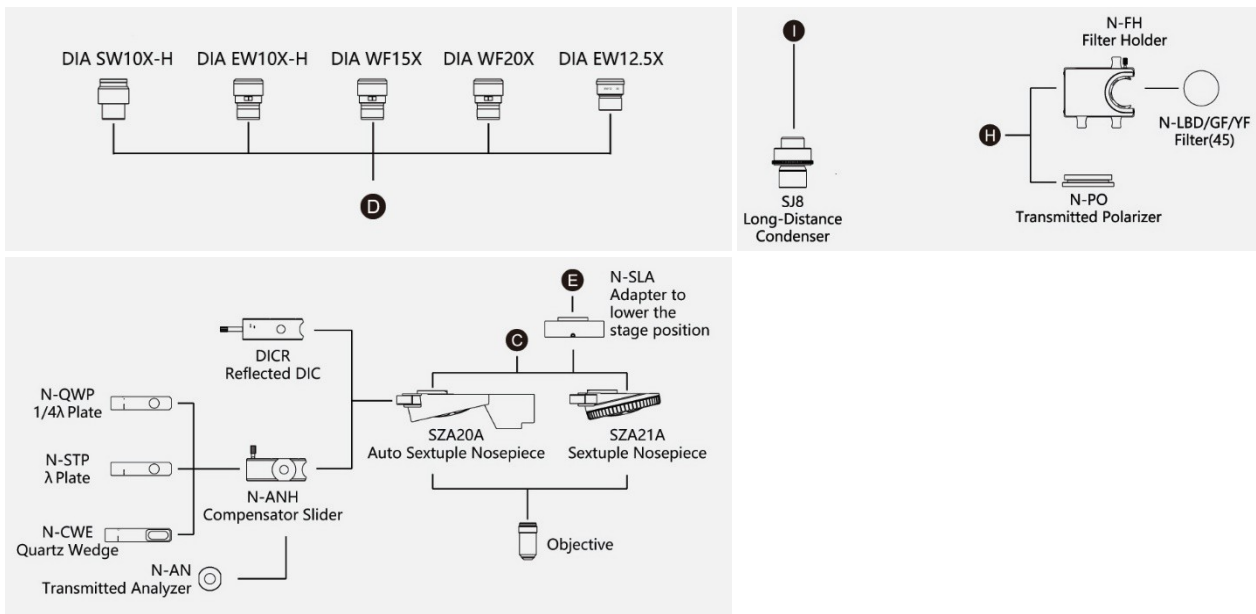 DIA SW10X-H
DIA EW10X-H
DIA WF15X
DIA WF20X
DIA EW12.5X
D
I
SJ8
Long-Distance
Condenser
N-FH
Filter Holder
N-LBD/GF/YF
Filter(45)
H
N-PO
Transmitted Polarizer
E
N-SLA
Adapter to
lower the
stage position
C
DICR
Reflected DIC
N-QWP
1/4λ Plate
N-STP
λ Plate
N-CWE
Quartz Wedge
N-AN
Transmitted Analyzer
N-ANH
Compensator Slider
SZA20A
Auto Sextuple Nosepiece
SZA21A
Sextuple Nosepiece
Objective